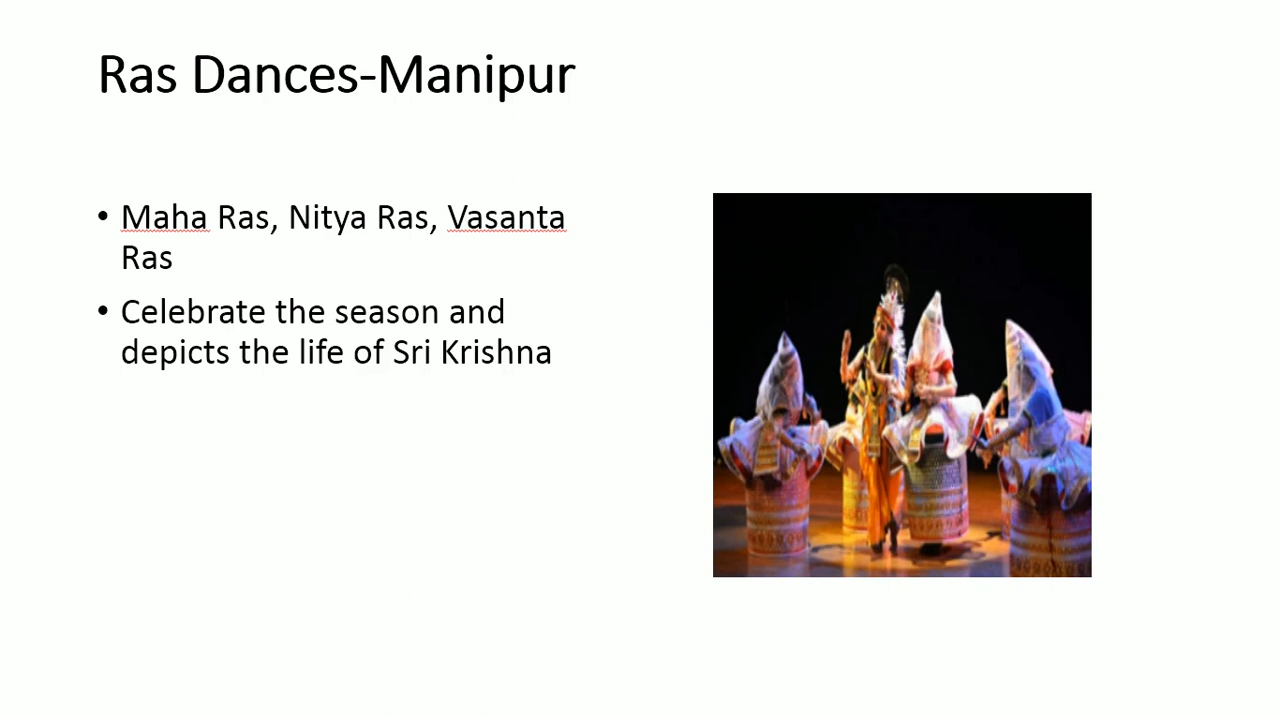 Ras Dances-Manipur
• Maha Ras, Nitya Ras, Vasanta
Ras
• Celebrate the season and
depicts the life of Sri Krishna